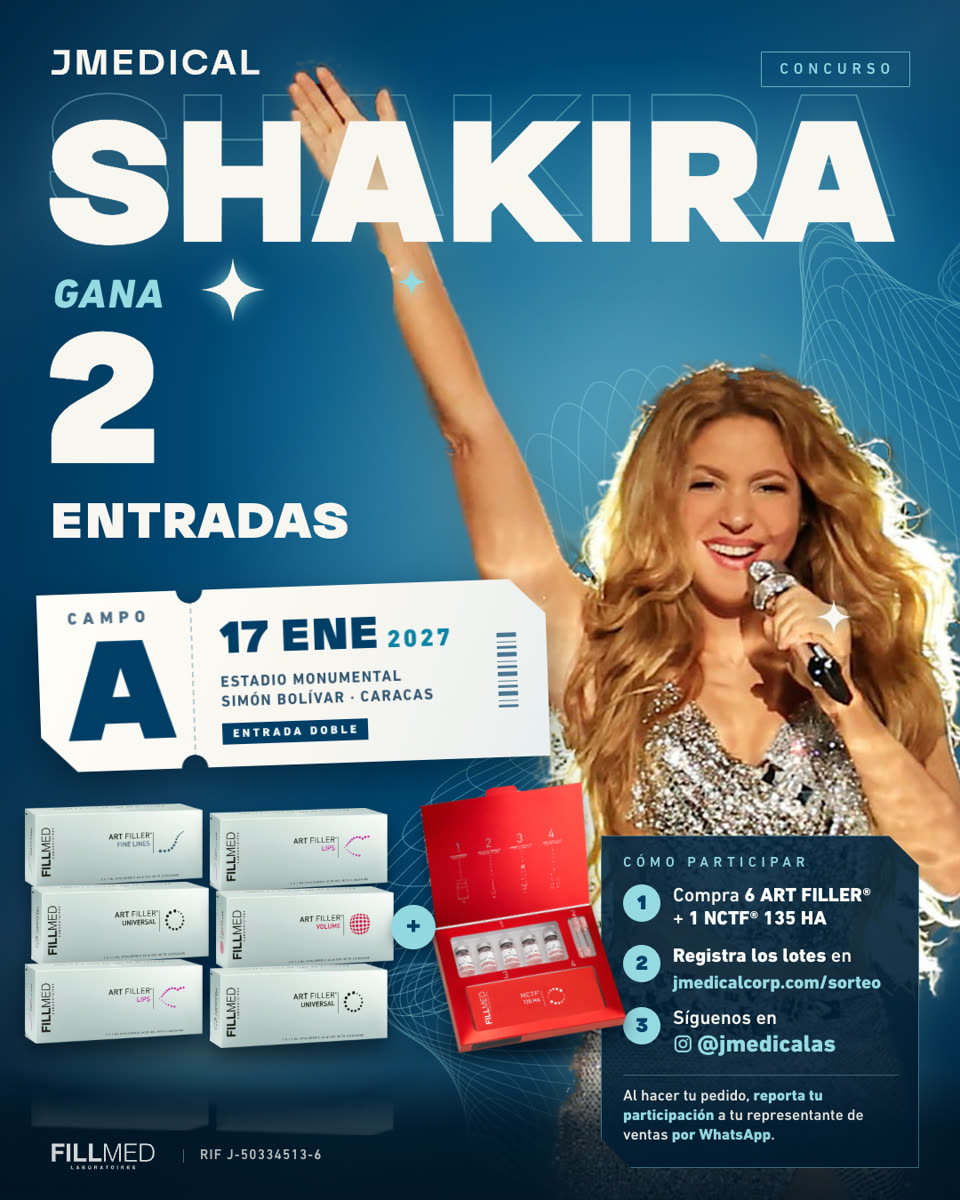 JMEDICAL
CONCURSO
SHAKIRA
GANA
2
ENTRADAS
CAMPO
A
17 ENE 2027
ESTADIO MONUMENTAL
SIMÓN BOLÍVAR · CARACAS
ENTRADA DOBLE
FILLMED
ART FILLER®
FINE LINES
FILLMED
ART FILLER®
LIPS
FILLMED
ART FILLER®
UNIVERSAL
FILLMED
ART FILLER®
VOLUME
FILLMED
ART FILLER®
LIPS
FILLMED
ART FILLER®
UNIVERSAL
+
1 2 3 4
FILLMED
NCTF®
135 HA
CÓMO PARTICIPAR
1 Compra 6 ART FILLER®
+ 1 NCTF® 135 HA
2 Registra los lotes en
jmedicalcorp.com/sorteo
3 Síguenos en
@jmedicalas
Al hacer tu pedido, reporta tu
participación a tu representante de
ventas por WhatsApp.
FILLMED
LABORATOIRES
RIF J-50334513-6